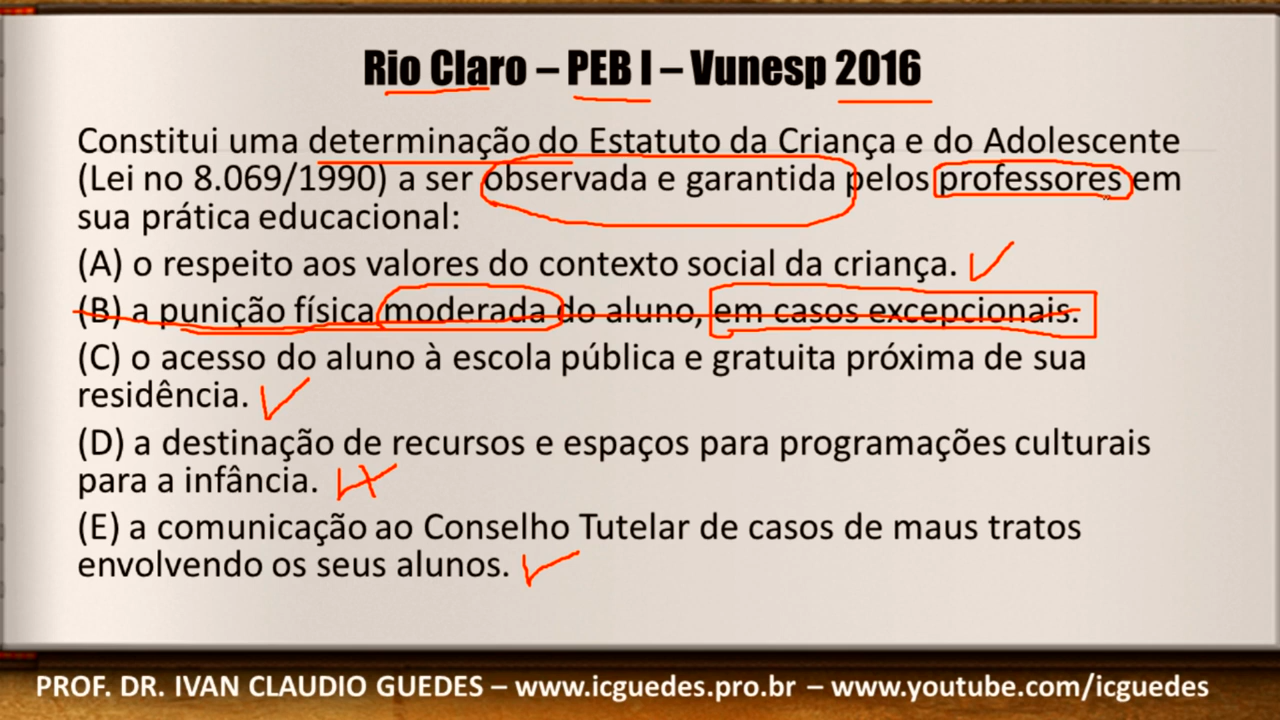 Rio Claro – PEB I – Vunesp 2016
Constitui uma determinação do Estatuto da Criança e do Adolescente
(Lei no 8.069/1990) a ser observada e garantida pelos professores em
sua prática educacional:
(A) o respeito aos valores do contexto social da criança.
(B) a punição física moderada do aluno, em casos excepcionais.
(C) o acesso do aluno à escola pública e gratuita próxima de sua
residência.
(D) a destinação de recursos e espaços para programações culturais
para a infância.
(E) a comunicação ao Conselho Tutelar de casos de maus tratos
envolvendo os seus alunos.
PROF. DR. IVAN CLAUDIO GUEDES – www.icguedes.pro.br – www.youtube.com/icguedes